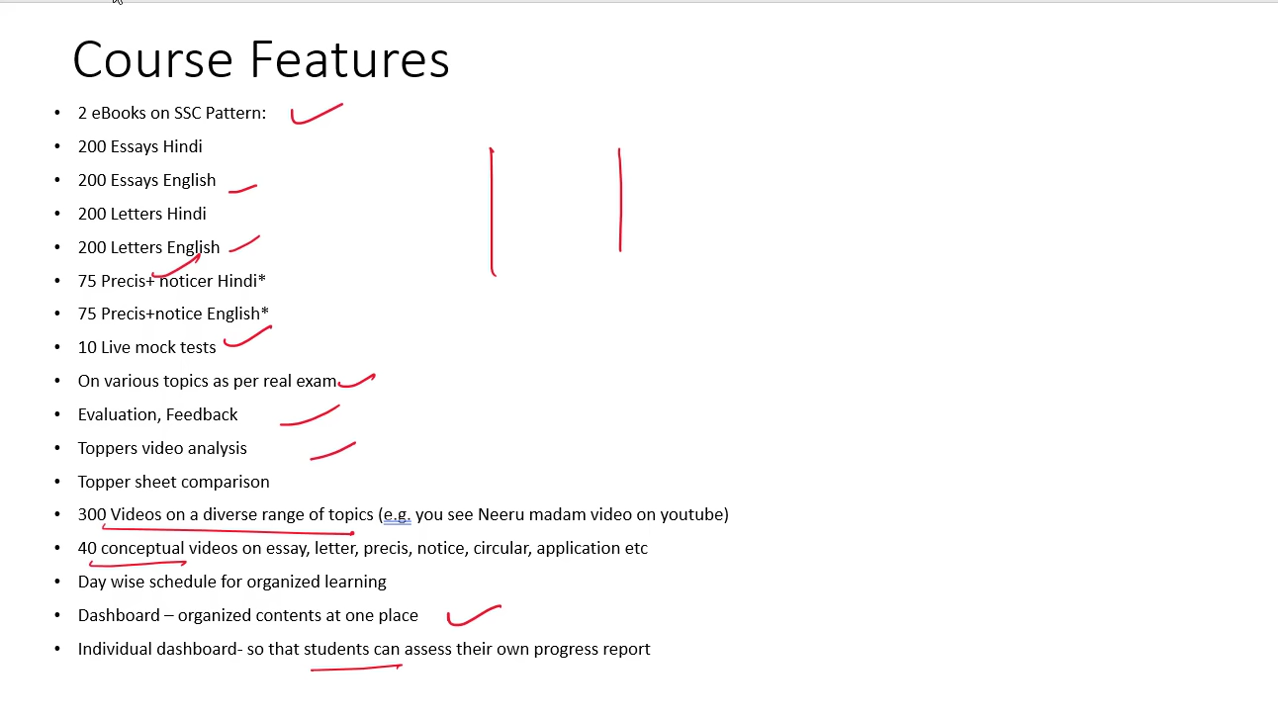 Course Features
• 2 eBooks on SSC Pattern:
• 200 Essays Hindi
• 200 Essays English
• 200 Letters Hindi
• 200 Letters English
• 75 Precis+ noticer Hindi*
• 75 Precis+notice English*
• 10 Live mock tests
• On various topics as per real exam
• Evaluation, Feedback
• Toppers video analysis
• Topper sheet comparison
• 300 Videos on a diverse range of topics (e.g. you see Neeru madam video on youtube)
• 40 conceptual videos on essay, letter, precis, notice, circular, application etc
• Day wise schedule for organized learning
• Dashboard – organized contents at one place
• Individual dashboard- so that students can assess their own progress report